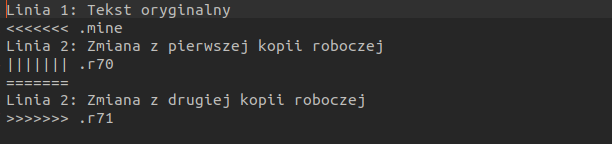 Linia 1: Tekst oryginalny
<<<<<<< .mine
Linia 2: Zmiana z pierwszej kopii roboczej
||||||| .r70
=======
Linia 2: Zmiana z drugiej kopii roboczej
>>>>>>> .r71